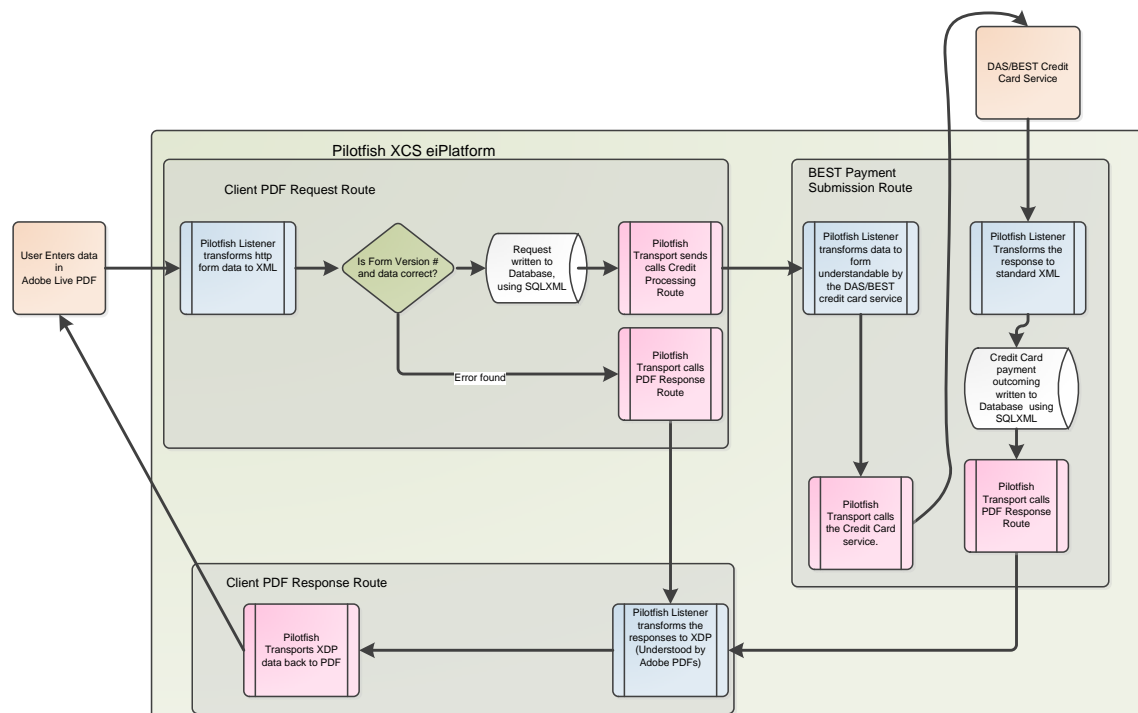 DAS/BEST Credit
Card Service
Pilotfish XCS eiPlatform
Client PDF Request Route
BEST Payment
Submission Route
User Enters data
in
Adobe Live PDF
Pilotfish Listener
transforms http
form data to XML
Is Form Version #
and data correct?
Request
written to
Database,
using SQLXML
Pilotfish
Transport sends
calls Credit
Processing
Route
Pilotfish Listener
transforms data to
form
understandable by
the DAS/BEST
credit card service
Pilotfish Listener
Transforms the
response to
standard XML
Error found
Pilotfish
Transport calls
PDF Response
Route
Credit Card
payment
outcoming
written to
Database using
SQLXML
Pilotfish
Transport calls
the Credit Card
service.
Pilotfish
Transport calls
PDF Response
Route
Client PDF Response Route
Pilotfish
Transports XDP
data back to PDF
Pilotfish Listener
transforms the
responses to XDP
(Understood by
Adobe PDFs)